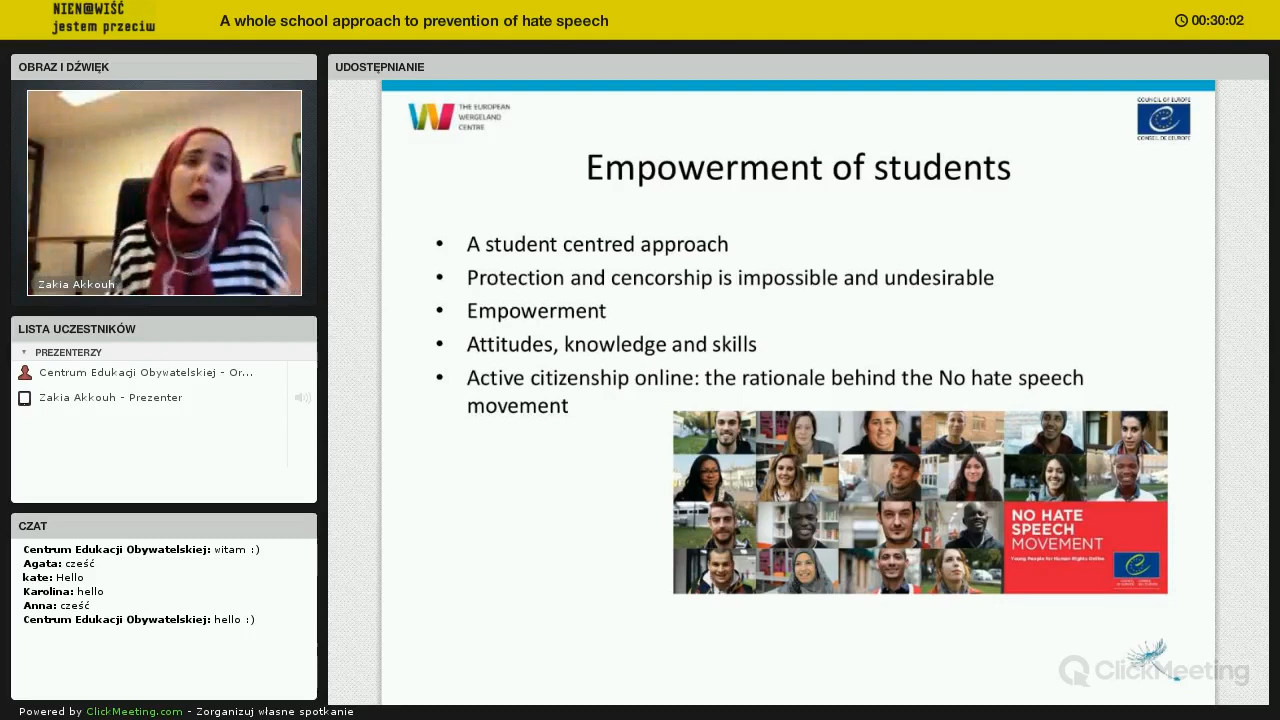 NIEN@WIŚĆ
jestem przeciw
A whole school approach to prevention of hate speech
00:30:02
OBRAZ I DŹWIĘK
Zakia Akkouh
LISTA UCZESTNIKÓW
PREZENTERZY
Centrum Edukacji Obywatelskiej - Or...
Zakia Akkouh - Prezenter
CZAT
Centrum Edukacji Obywatelskiej: witam :)
Agata: cześć
kate: Hello
Karolina: hello
Anna: cześć
Centrum Edukacji Obywatelskiej: hello :)
UDOSTĘPNIANIE
THE EUROPEAN
WERGELAND
CENTRE
COUNCIL OF EUROPE
CONSEIL DE L'EUROPE
Empowerment of students
• A student centred approach
• Protection and cencorship is impossible and undesirable
• Empowerment
• Attitudes, knowledge and skills
• Active citizenship online: the rationale behind the No hate speech
movement
NO HATE
SPEECH
MOVEMENT
Young People for Human Rights Online
ClickMeeting
Powered by ClickMeeting.com - Zorganizuj własne spotkanie